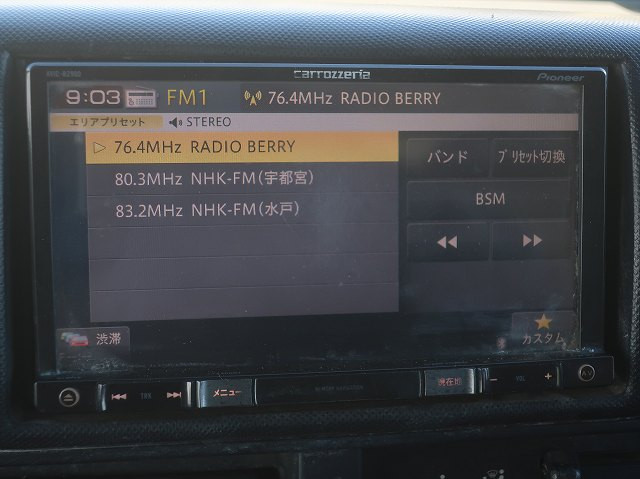 carrozzeria Pioneer
9:03 FM1 76.4MHz RADIO BERRY
エリアプリセット STEREO
76.4MHz RADIO BERRY
80.3MHz NHK-FM(宇都宮)
83.2MHz NHK-FM(水戸)
バンド プリセット切換
BSM
渋滞
カスタム
TRK メニュー 現在地 − VOL +